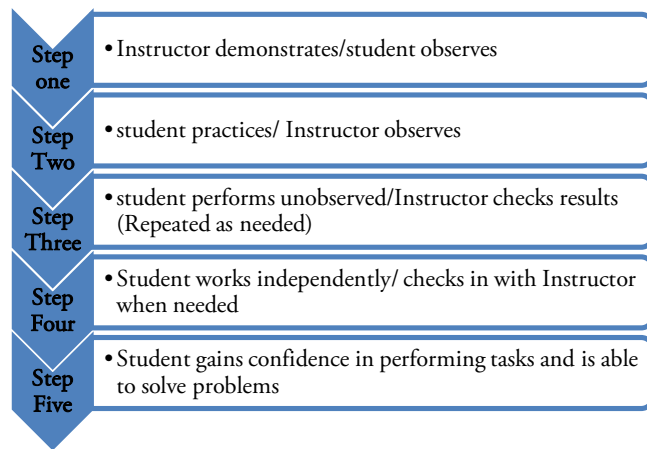 Step
one
• Instructor demonstrates/student observes
Step
Two
• student practices/ Instructor observes
Step
Three
• student performs unobserved/Instructor checks results
(Repeated as needed)
Step
Four
• Student works independently/ checks in with Instructor
when needed
Step
Five
• Student gains confidence in performing tasks and is able
to solve problems